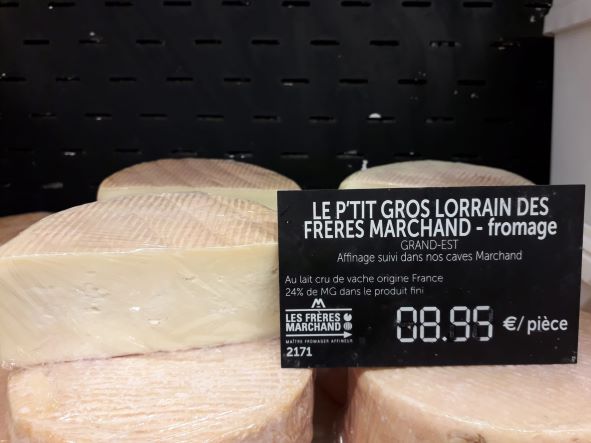 LE P'TIT GROS LORRAIN DES
FRERES MARCHAND - fromage
GRAND-EST
Affinage suivi dans nos caves Marchand
Au lait cru de vache origine France
24% de MG dans le produit fini
M
LES FRÈRES
MARCHAND
MAÎTRE FROMAGER AFFINEUR
08.95 €/pièce
2171